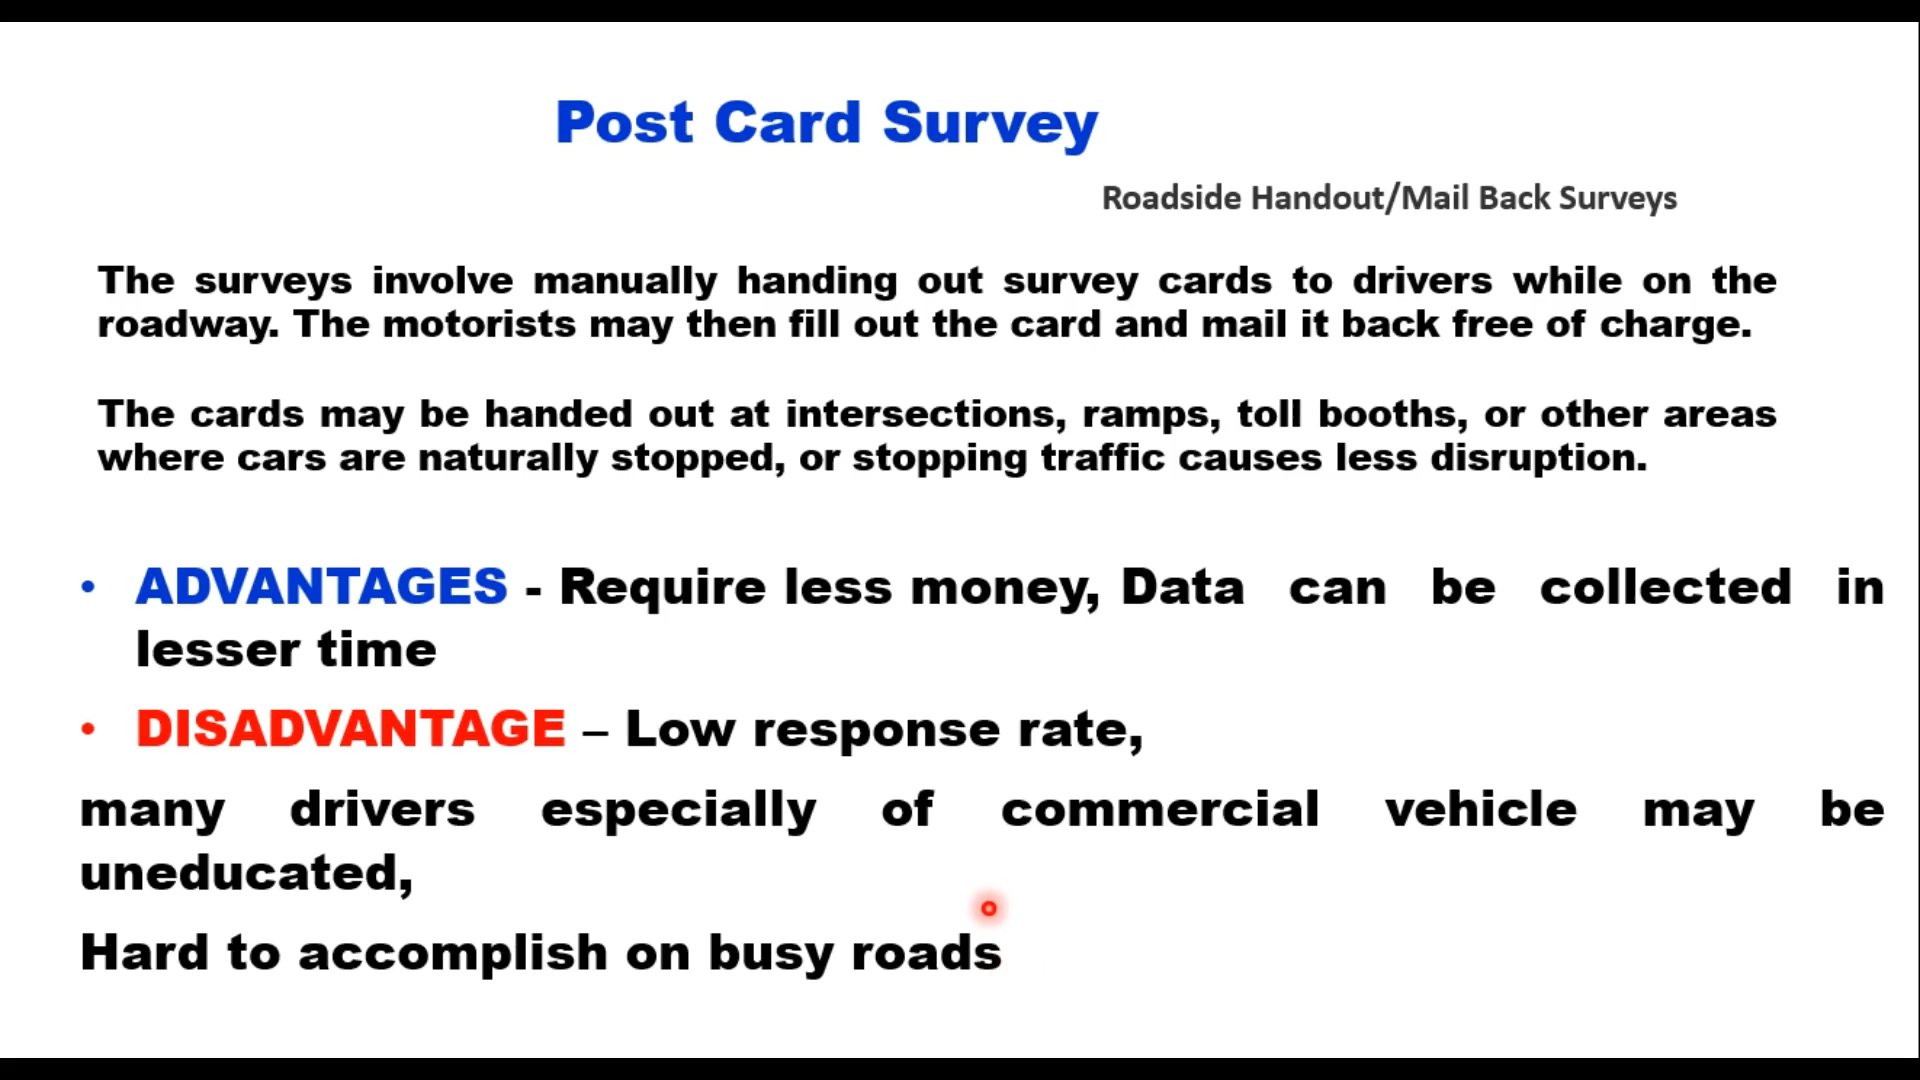 Post Card Survey
Roadside Handout/Mail Back Surveys
The surveys involve manually handing out survey cards to drivers while on the
roadway. The motorists may then fill out the card and mail it back free of charge.
The cards may be handed out at intersections, ramps, toll booths, or other areas
where cars are naturally stopped, or stopping traffic causes less disruption.
• ADVANTAGES - Require less money, Data can be collected in
lesser time
• DISADVANTAGE – Low response rate,
many drivers especially of commercial vehicle may be
uneducated,
Hard to accomplish on busy roads